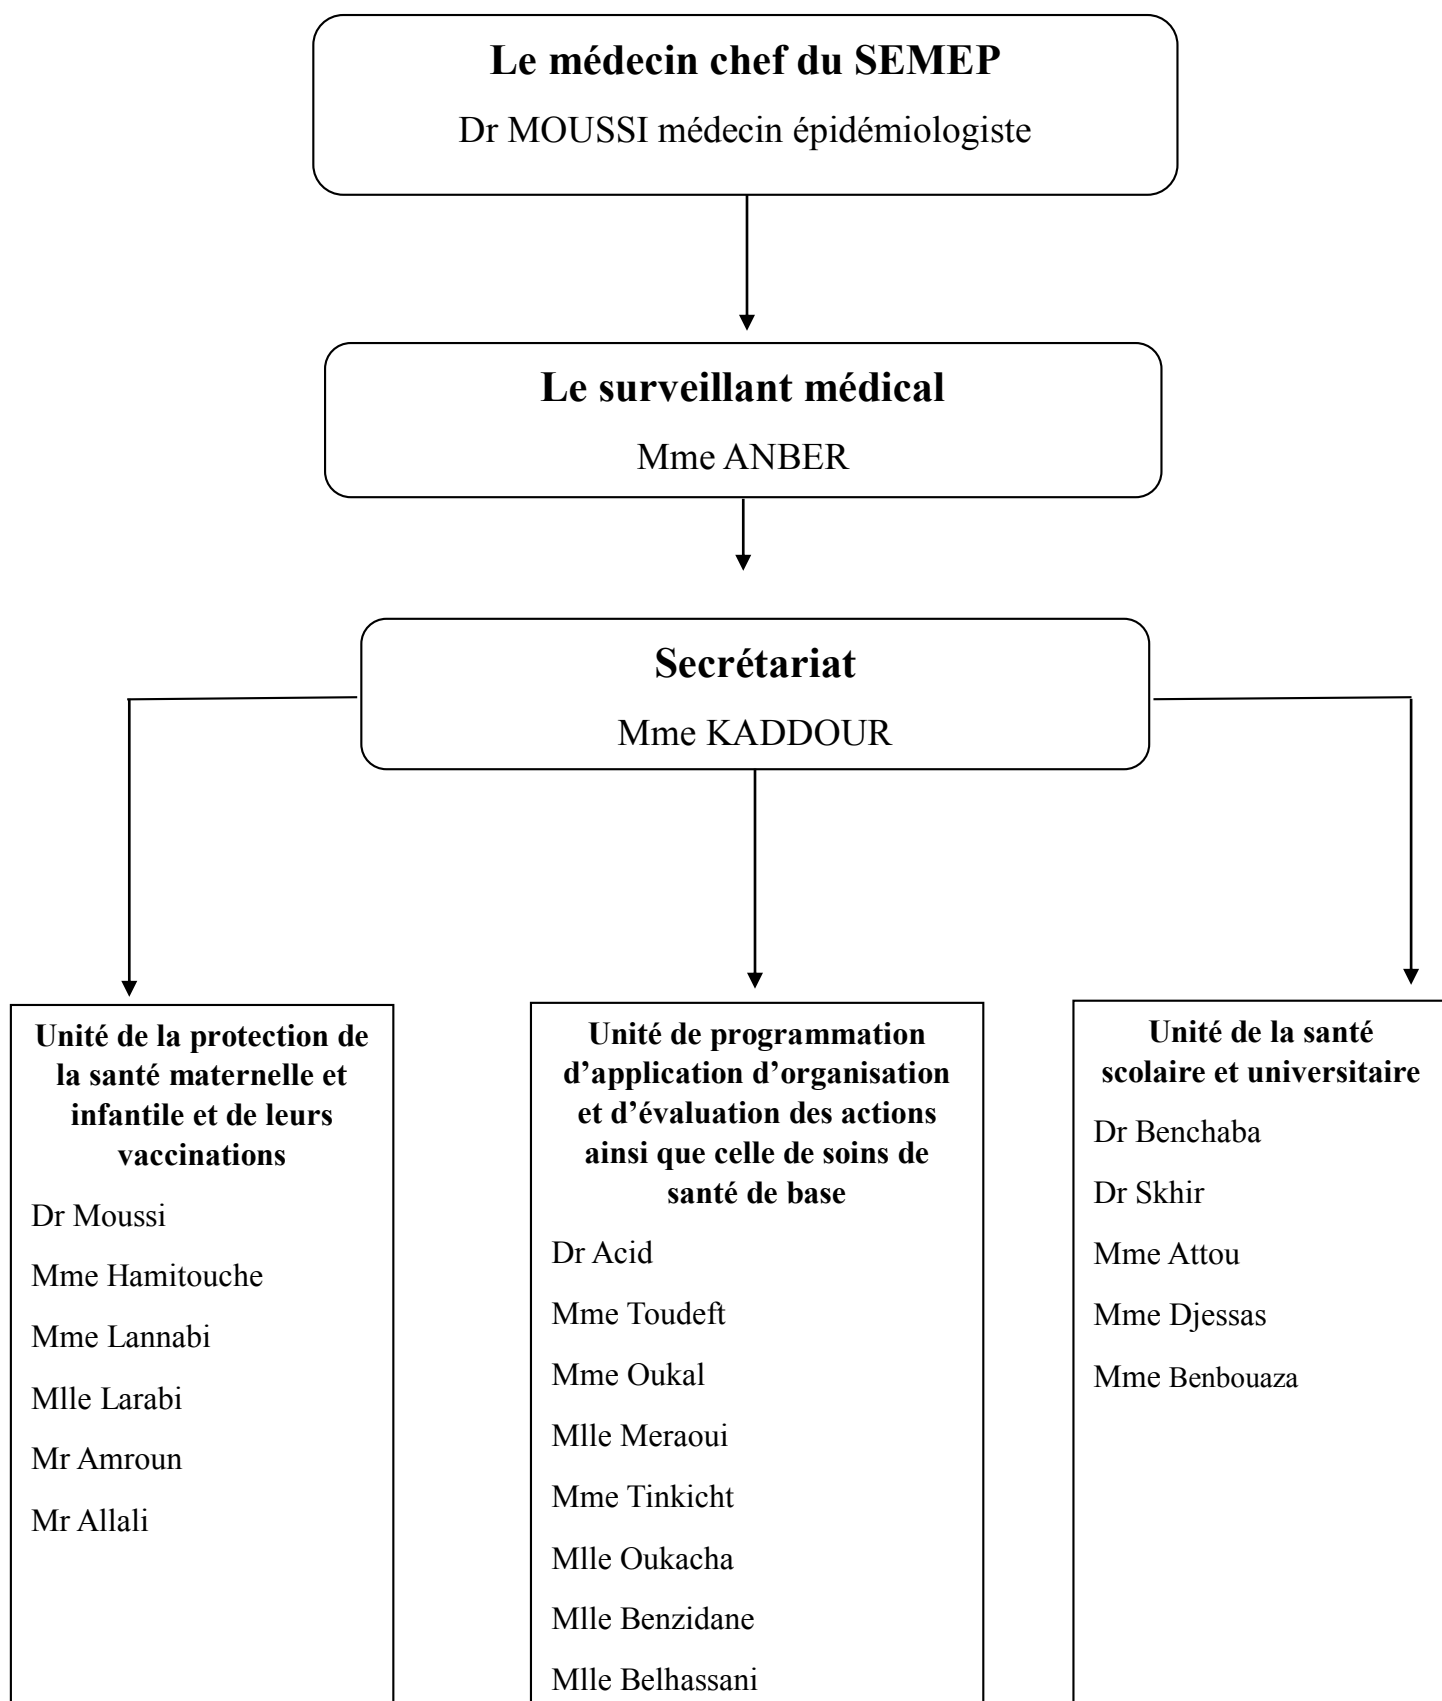 Le médecin chef du SEMEP
Dr MOUSSI médecin épidémiologiste
Le surveillant médical
Mme ANBER
Secrétariat
Mme KADDOUR
Unité de la protection de
la santé maternelle et
infantile et de leurs
vaccinations
Dr Moussi
Mme Hamitouche
Mme Lannabi
Mlle Larabi
Mr Amroun
Mr Allali
Unité de programmation
d’application d’organisation
et d’évaluation des actions
ainsi que celle de soins de
santé de base
Dr Acid
Mme Toudeft
Mme Oukal
Mlle Meraoui
Mme Tinkicht
Mlle Oukacha
Mlle Benzidane
Mlle Belhassani
Unité de la santé
scolaire et universitaire
Dr Benchaba
Dr Skhir
Mme Attou
Mme Djessas
Mme Benbouaza